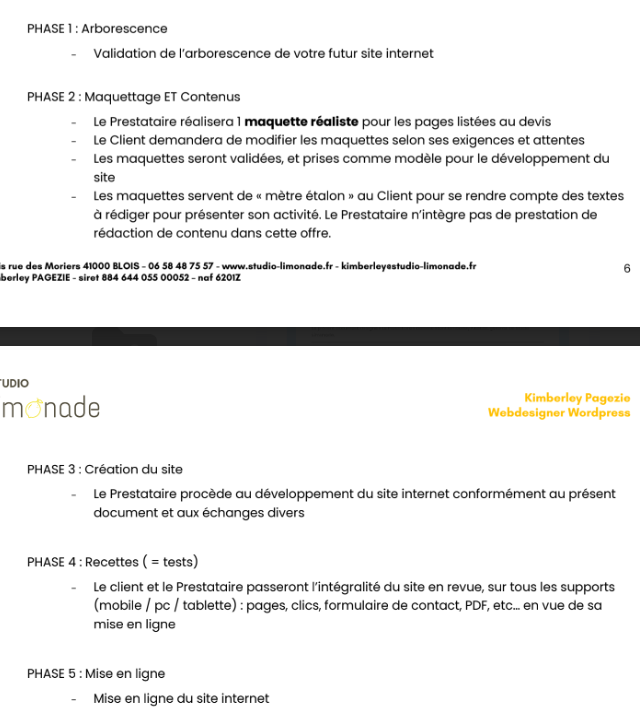 PHASE 1 : Arborescence
- Validation de l'arborescence de votre futur site internet
PHASE 2 : Maquettage ET Contenus
- Le Prestataire réalisera 1 maquette réaliste pour les pages listées au devis
- Le Client demandera de modifier les maquettes selon ses exigences et attentes
- Les maquettes seront validées, et prises comme modèle pour le développement du
site
- Les maquettes servent de « mètre étalon » au Client pour se rendre compte des textes
à rédiger pour présenter son activité. Le Prestataire n'intègre pas de prestation de
rédaction de contenu dans cette offre.
is rue des Moriers 41000 BLOIS - 06 58 48 75 57 - www.studio-limonade.fr - kimberley@studio-limonade.fr
berley PAGEZIE - siret 884 644 055 00052 - naf 6201Z
6
UDIO
monade
Kimberley Pagezie
Webdesigner Wordpress
PHASE 3 : Création du site
- Le Prestataire procède au développement du site internet conformément au présent
document et aux échanges divers
PHASE 4 : Recettes ( = tests)
- Le client et le Prestataire passeront l'intégralité du site en revue, sur tous les supports
(mobile / pc / tablette) : pages, clics, formulaire de contact, PDF, etc... en vue de sa
mise en ligne
PHASE 5 : Mise en ligne
- Mise en ligne du site internet